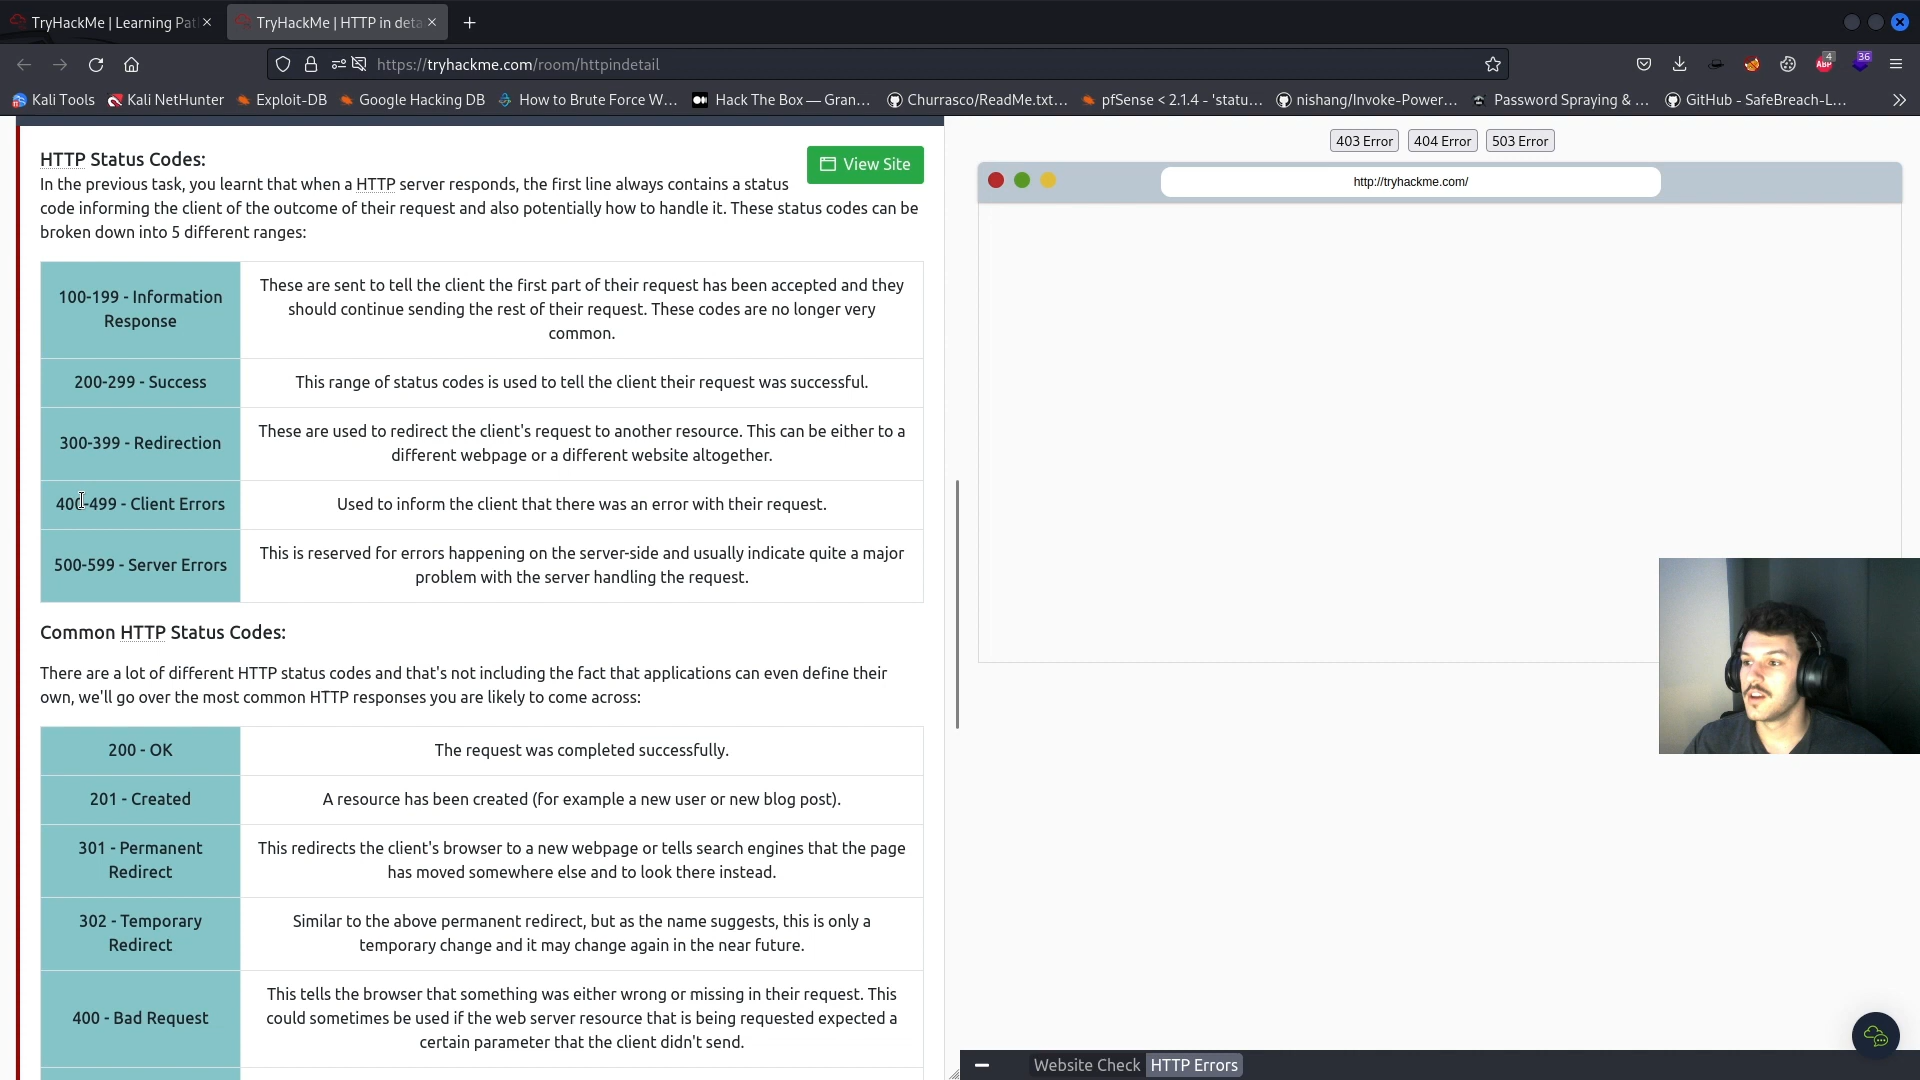 TryHackMe | Learning Pat
TryHackMe | HTTP in deta
https://tryhackme.com/room/httpindetail
4
36
Kali Tools
Kali NetHunter
Exploit-DB
Google Hacking DB
How to Brute Force W...
Hack The Box — Gran...
Churrasco/ReadMe.txt...
pfSense < 2.1.4 - 'statu...
nishang/Invoke-Power...
Password Spraying & ...
GitHub - SafeBreach-L...
HTTP Status Codes:
View Site
In the previous task, you learnt that when a HTTP server responds, the first line always contains a status
code informing the client of the outcome of their request and also potentially how to handle it. These status codes can be
broken down into 5 different ranges:
100-199 - Information
Response
These are sent to tell the client the first part of their request has been accepted and they
should continue sending the rest of their request. These codes are no longer very
common.
200-299 - Success
This range of status codes is used to tell the client their request was successful.
300-399 - Redirection
These are used to redirect the client's request to another resource. This can be either to a
different webpage or a different website altogether.
400-499 - Client Errors
Used to inform the client that there was an error with their request.
500-599 - Server Errors
This is reserved for errors happening on the server-side and usually indicate quite a major
problem with the server handling the request.
Common HTTP Status Codes:
There are a lot of different HTTP status codes and that's not including the fact that applications can even define their
own, we'll go over the most common HTTP responses you are likely to come across:
200 - OK
The request was completed successfully.
201 - Created
A resource has been created (for example a new user or new blog post).
301 - Permanent
Redirect
This redirects the client's browser to a new webpage or tells search engines that the page
has moved somewhere else and to look there instead.
302 - Temporary
Redirect
Similar to the above permanent redirect, but as the name suggests, this is only a
temporary change and it may change again in the near future.
400 - Bad Request
This tells the browser that something was either wrong or missing in their request. This
could sometimes be used if the web server resource that is being requested expected a
certain parameter that the client didn't send.
403 Error
404 Error
503 Error
http://tryhackme.com/
Website Check
HTTP Errors